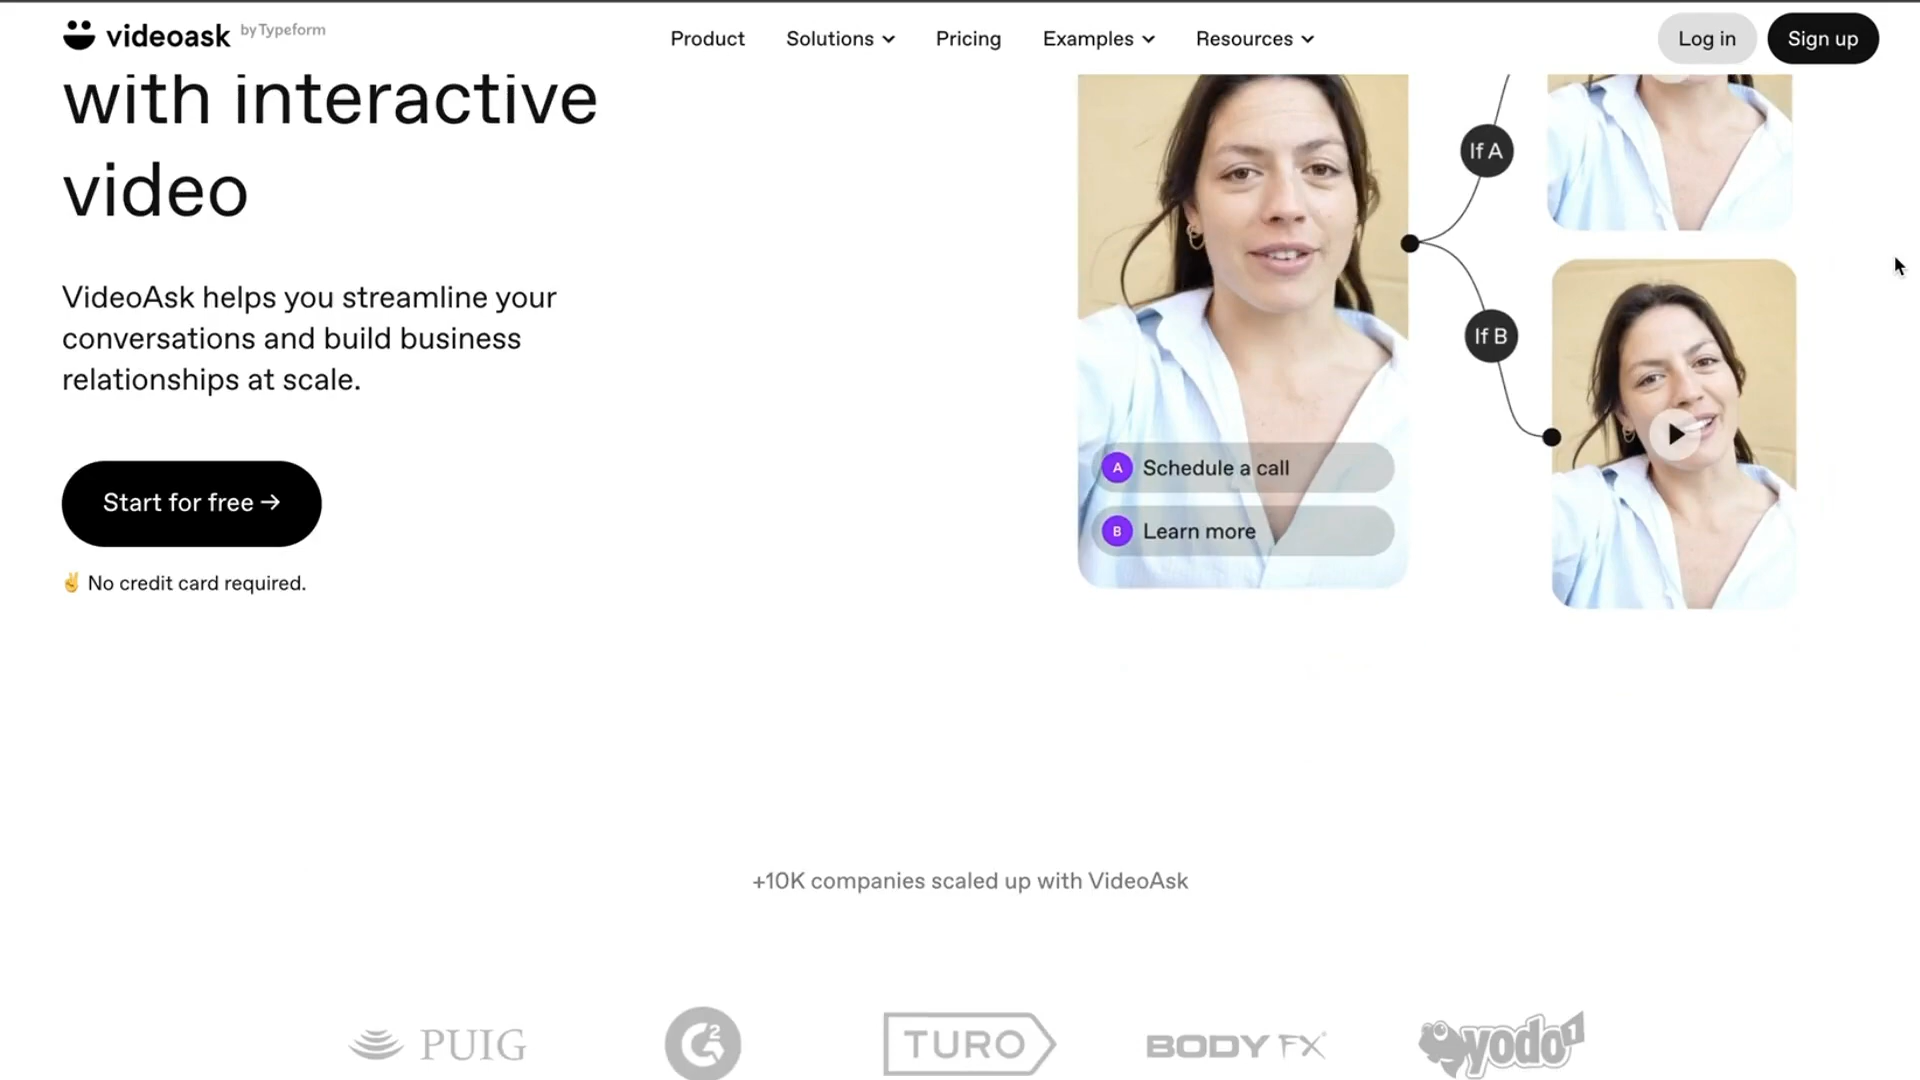 videoask by Typeform
Product
Solutions
Pricing
Examples
Resources
Log in
Sign up
with interactive
video
VideoAsk helps you streamline your
conversations and build business
relationships at scale.
Start for free →
✌ No credit card required.
If A
If B
A Schedule a call
B Learn more
+10K companies scaled up with VideoAsk
PUIG
G2
TURO
BODY FX
yodo1